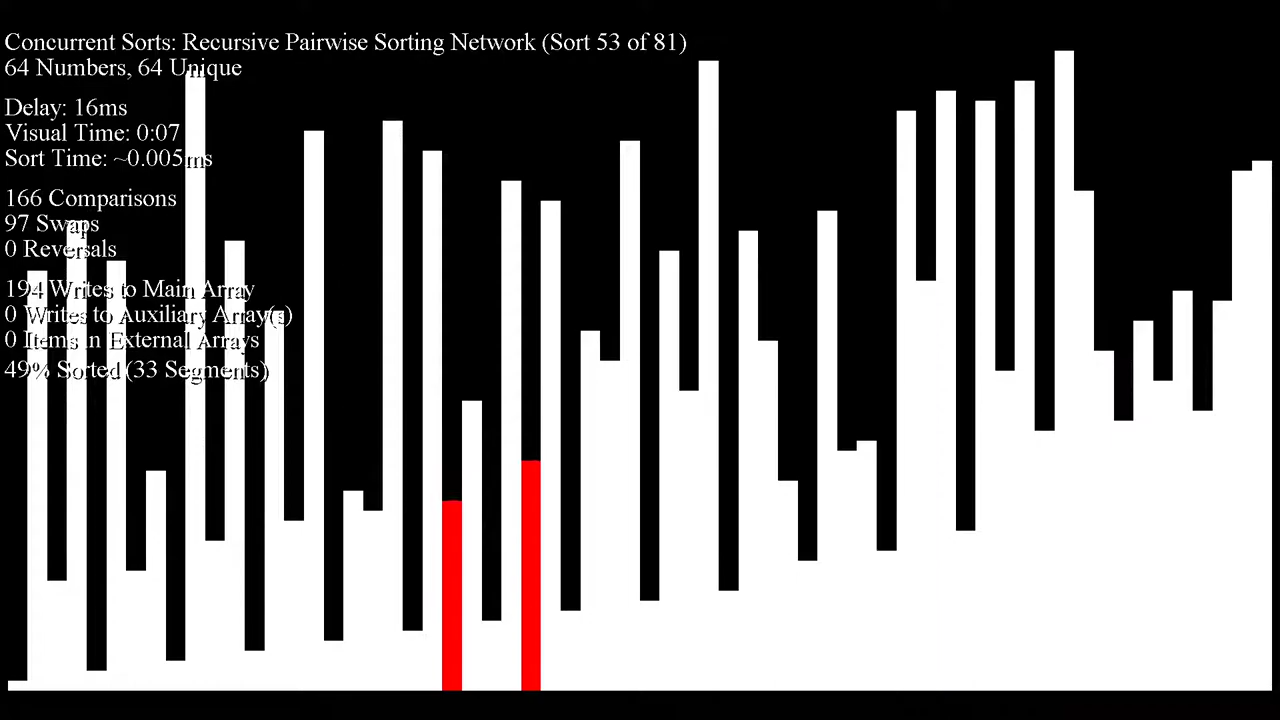 Concurrent Sorts: Recursive Pairwise Sorting Network (Sort 53 of 81)
64 Numbers, 64 Unique
Delay: 16ms
Visual Time: 0:07
Sort Time: ~0.005ms
166 Comparisons
97 Swaps
0 Reversals
194 Writes to Main Array
0 Writes to Auxiliary Array(s)
0 Items in External Arrays
49% Sorted (33 Segments)